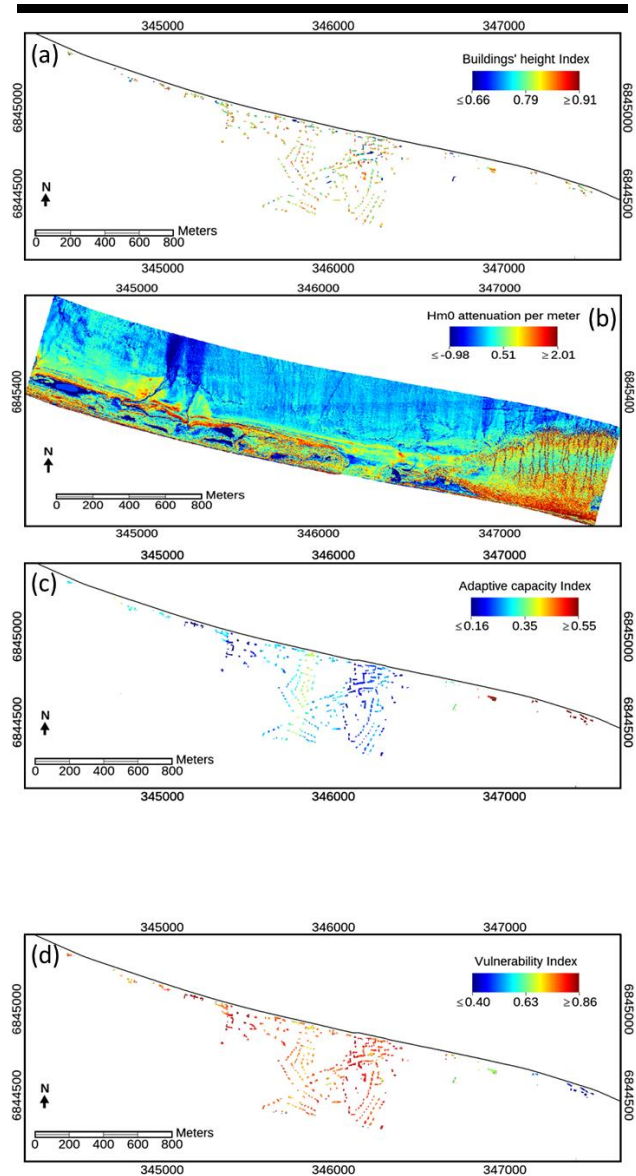 345000 346000 347000
(a)
Buildings' height Index
≤0.66 0.79 ≥0.91
6845000
6844500
6845000
6844500
N
0 200 400 600 800 Meters
345000 346000 347000
345000 346000 347000
(b)
Hm0 attenuation per meter
≤ -0.98 0.51 ≥ 2.01
6845400
6845400
N
0 200 400 600 800 Meters
345000 346000 347000
345000 346000 347000
(c)
Adaptive capacity Index
≤0.16 0.35 ≥0.55
6845000
6844500
6845000
6844500
N
0 200 400 600 800 Meters
345000 346000 347000
345000 346000 347000
(d)
Vulnerability Index
≤0.40 0.63 ≥0.86
6845000
6844500
6845000
6844500
N
0 200 400 600 800 Meters
345000 346000 347000